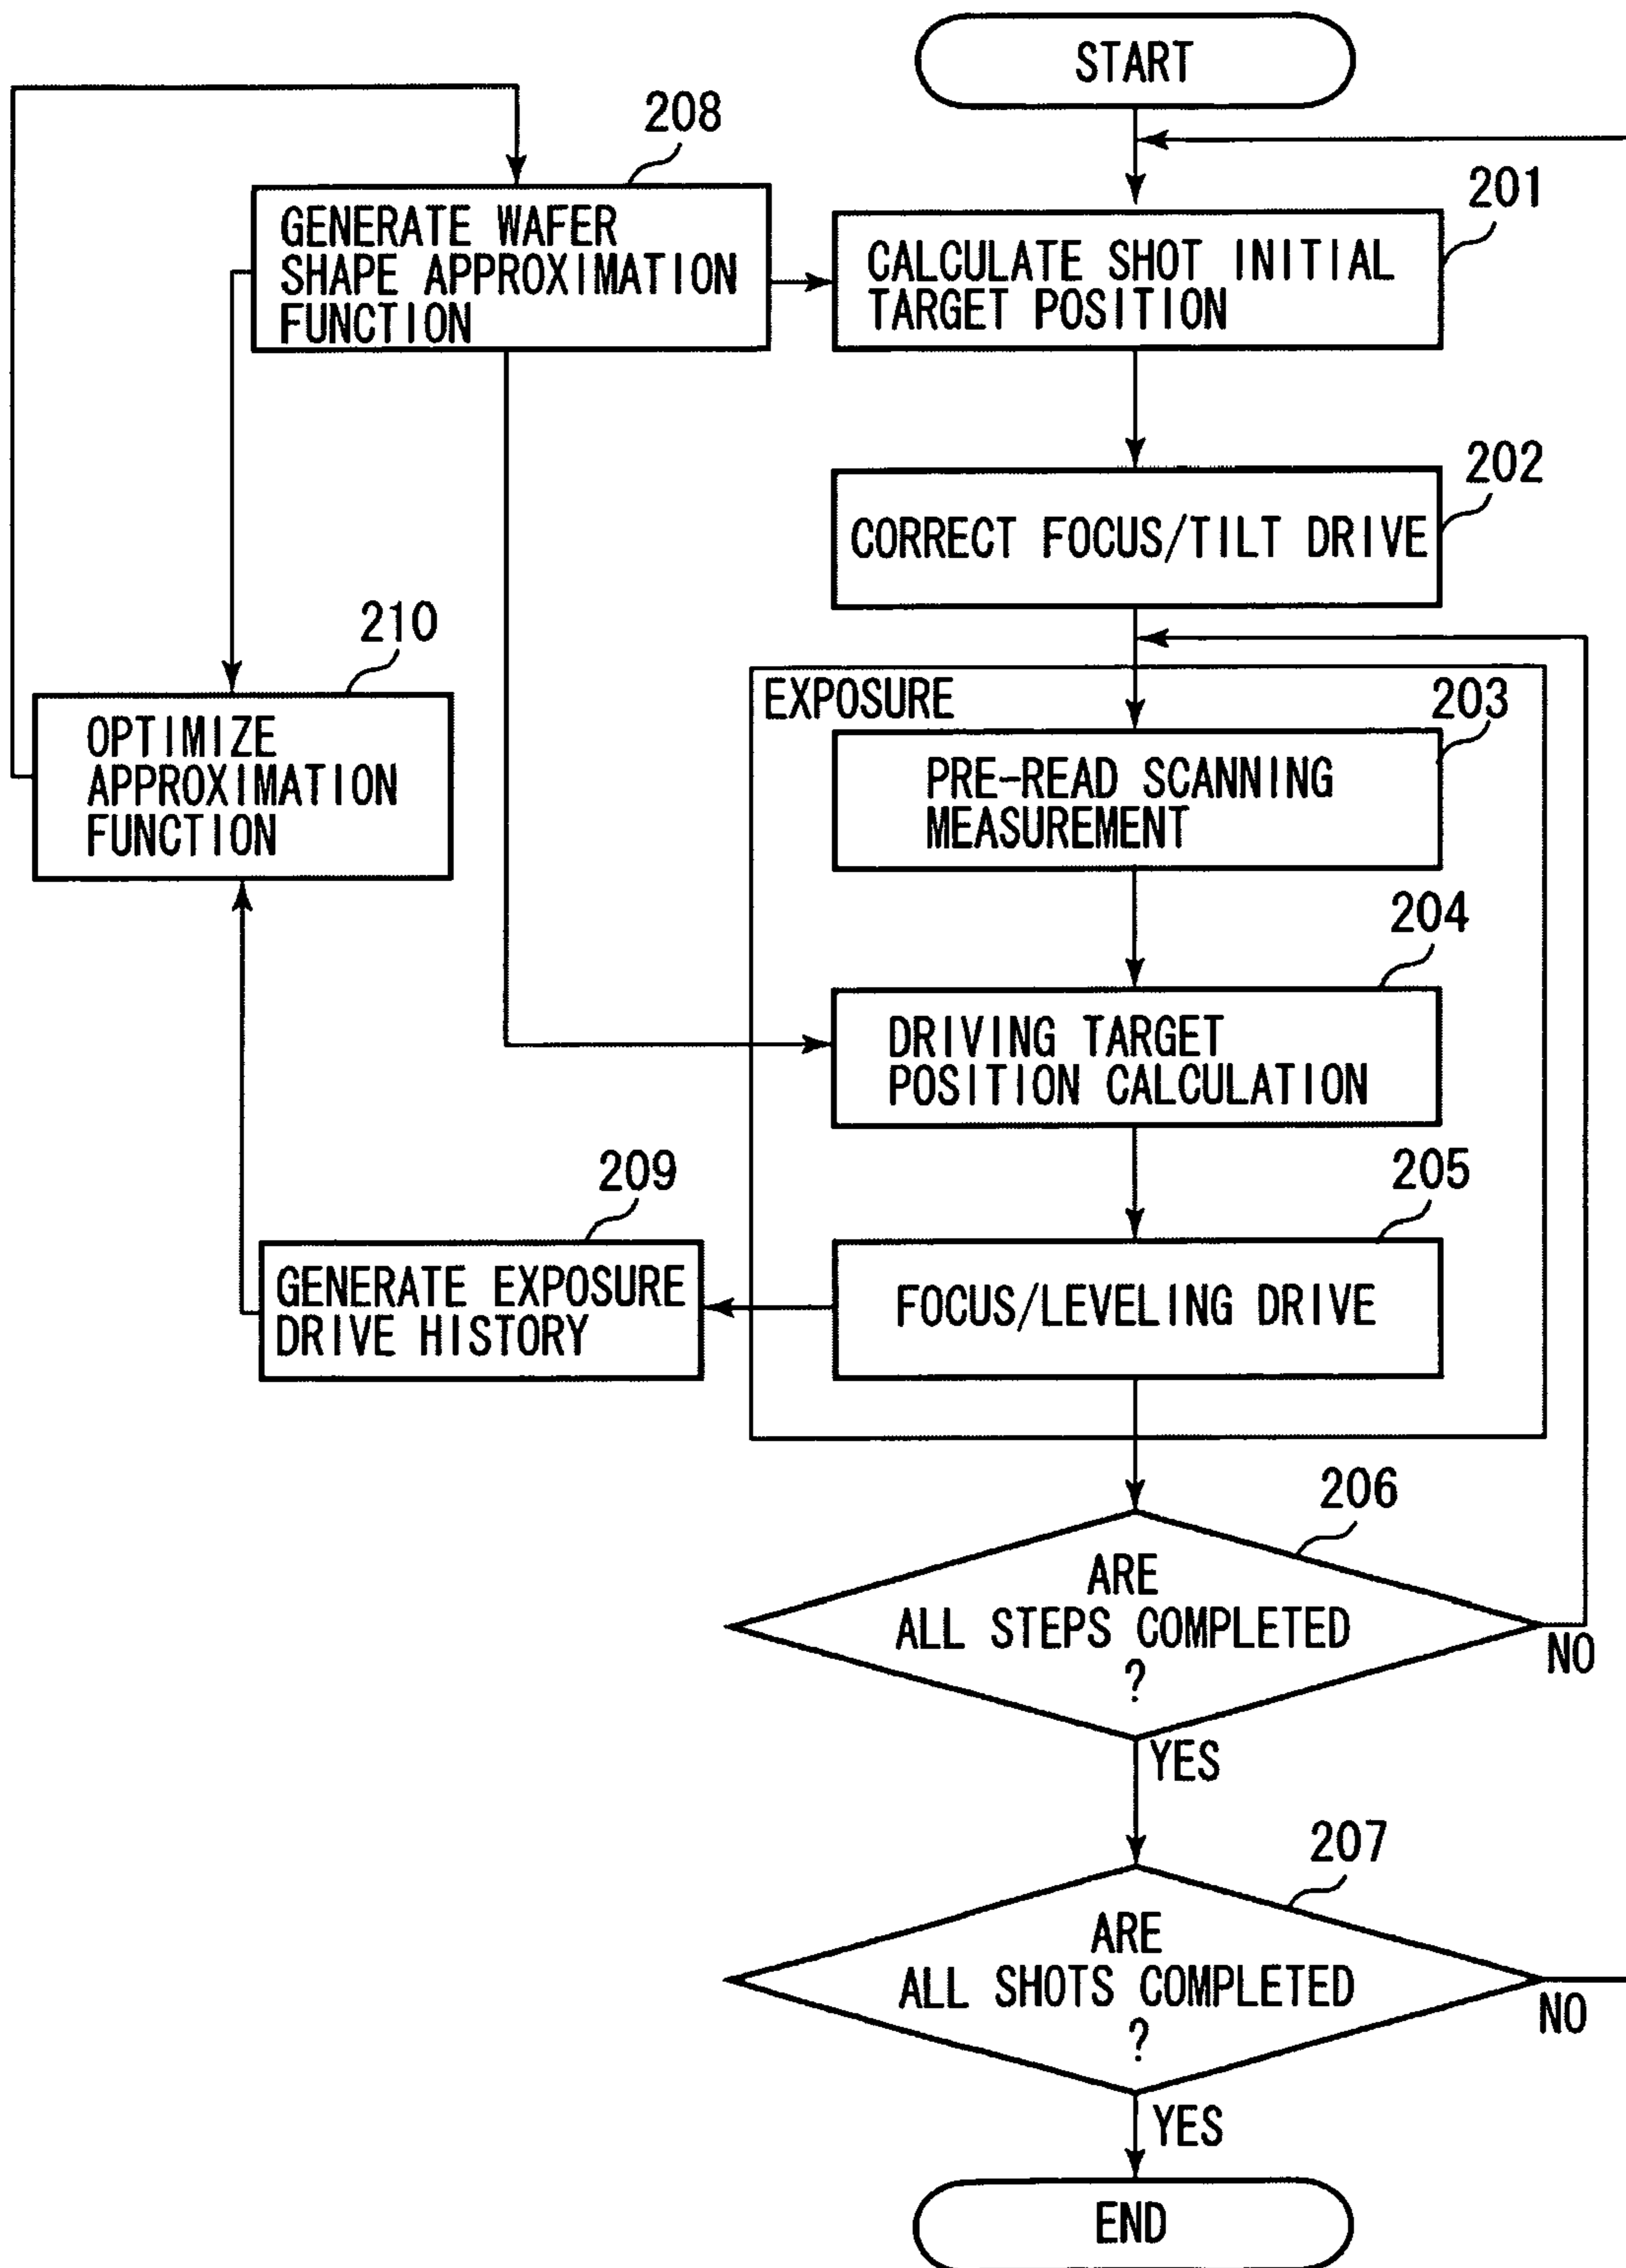 START
208
GENERATE WAFER
SHAPE APPROXIMATION
FUNCTION
201
CALCULATE SHOT INITIAL
TARGET POSITION
202
CORRECT FOCUS/TILT DRIVE
210
OPTIMIZE
APPROXIMATION
FUNCTION
EXPOSURE
203
PRE-READ SCANNING
MEASUREMENT
204
DRIVING TARGET
POSITION CALCULATION
209
GENERATE EXPOSURE
DRIVE HISTORY
205
FOCUS/LEVELING DRIVE
206
ARE
ALL STEPS COMPLETED
?
NO
YES
207
ARE
ALL SHOTS COMPLETED
?
NO
YES
END